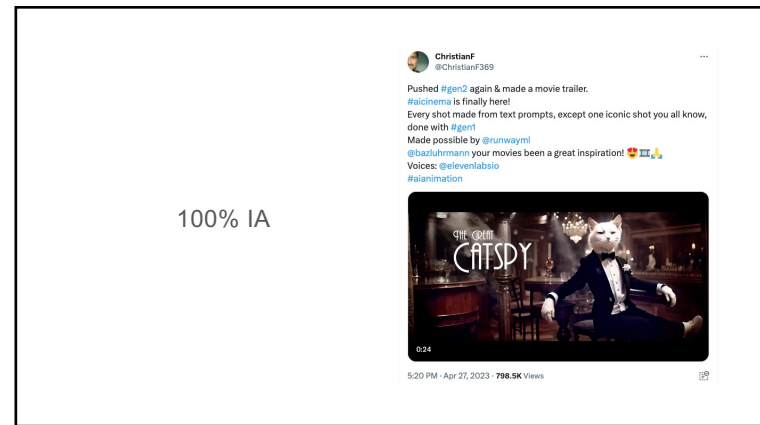 100% IA
ChristianF
@ChristianF369
Pushed #gen2 again & made a movie trailer.
#aicinema is finally here!
Every shot made from text prompts, except one iconic shot you all know,
done with #gen1
Made possible by @runwayml
@bazluhrmann your movies been a great inspiration! 😍🎞️🙏
Voices: @elevenlabsio
#aianimation
THE GREAT
CATSPY
0:24
5:20 PM · Apr 27, 2023 · 798.5K Views